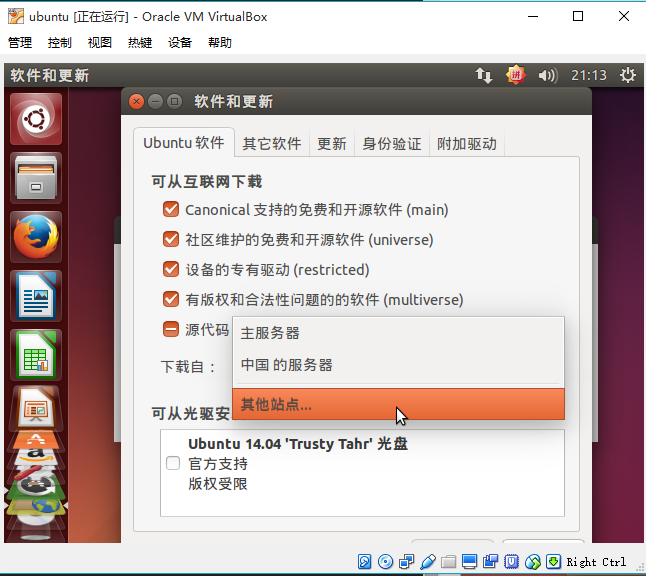 ubuntu [正在运行] - Oracle VM VirtualBox
管理 控制 视图 热键 设备 帮助
软件和更新 拼 21:13
软件和更新
Ubuntu 软件 其它软件 更新 身份验证 附加驱动
可从互联网下载
Canonical 支持的免费和开源软件 (main)
社区维护的免费和开源软件 (universe)
设备的专有驱动 (restricted)
有版权和合法性问题的的软件 (multiverse)
源代码
主服务器
中国 的服务器
下载自：
其他站点...
可从光驱安
Ubuntu 14.04 'Trusty Tahr' 光盘
官方支持
版权受限
Right Ctrl